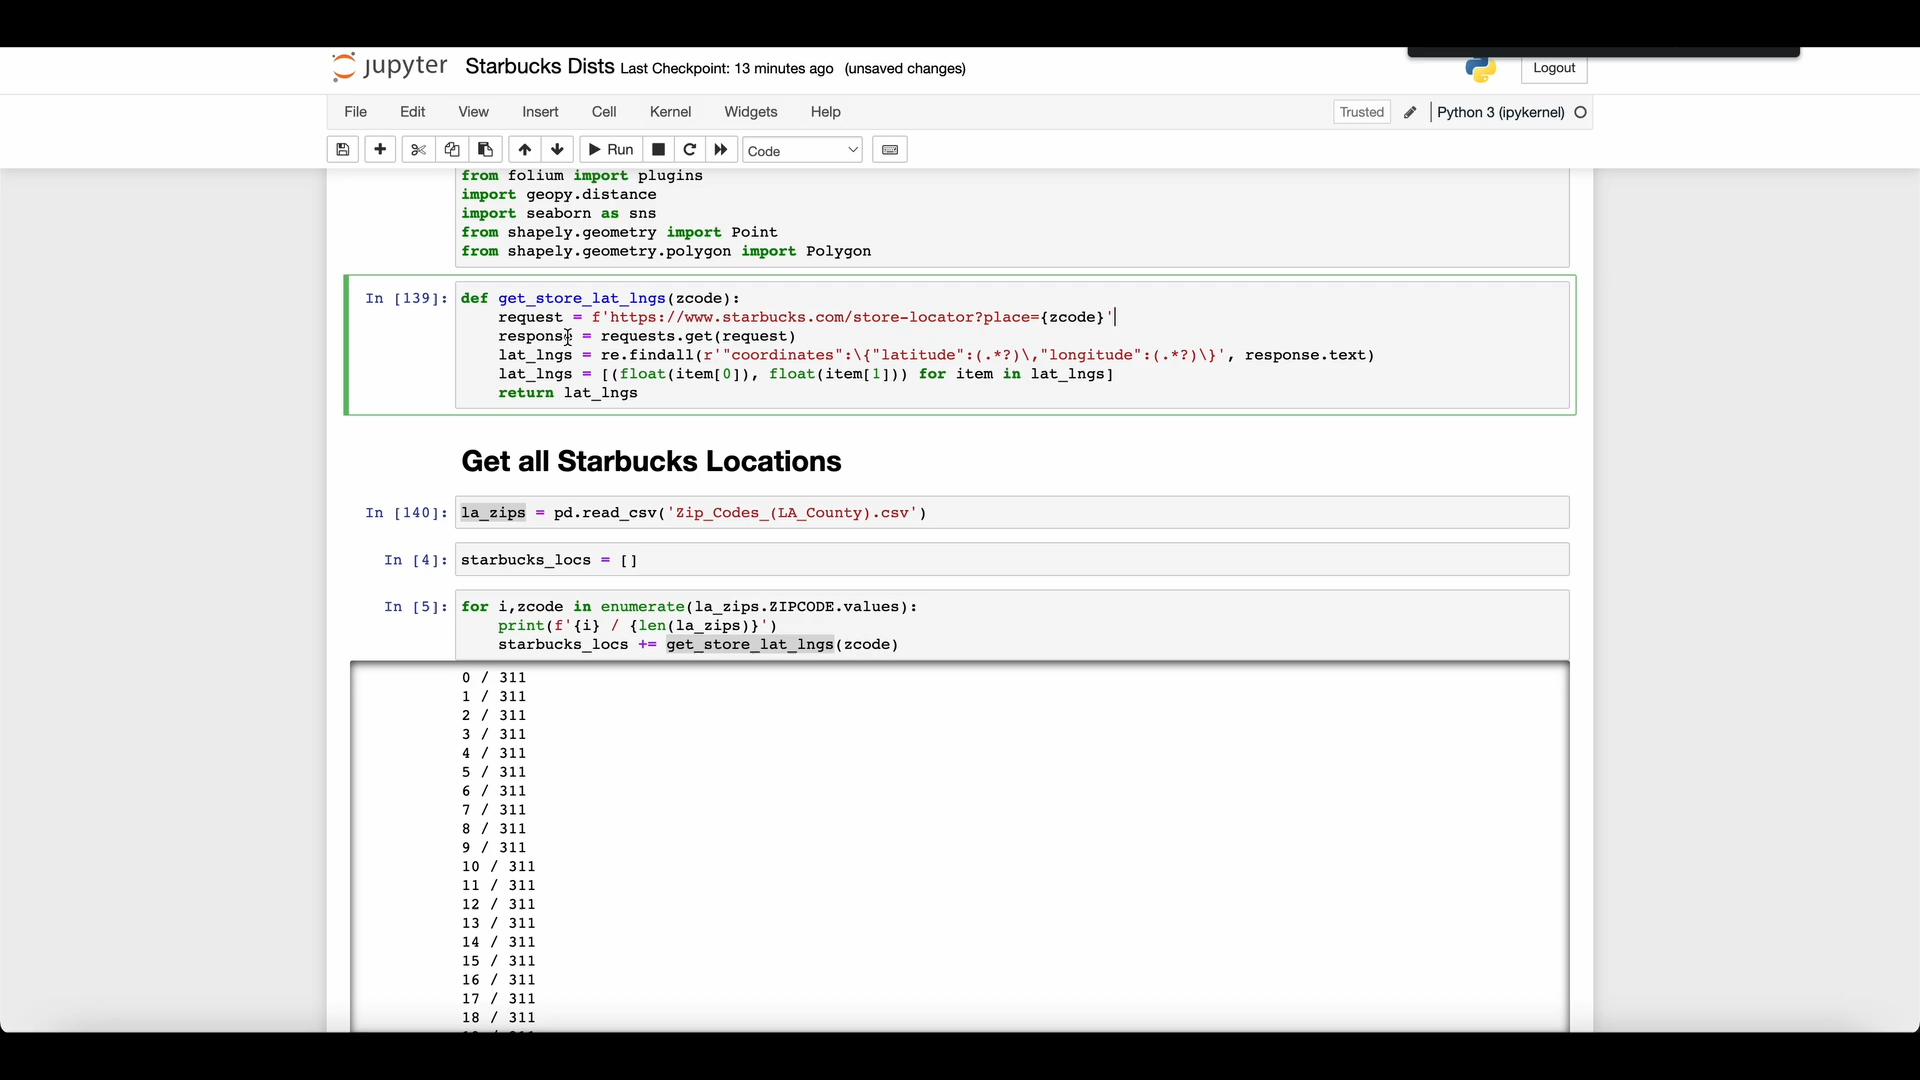 jupyter Starbucks Dists Last Checkpoint: 13 minutes ago (unsaved changes) Logout
File Edit View Insert Cell Kernel Widgets Help Trusted Python 3 (ipykernel)
Run Code
from folium import plugins
import geopy.distance
import seaborn as sns
from shapely.geometry import Point
from shapely.geometry.polygon import Polygon
In [139]: def get_store_lat_lngs(zcode):
request = f'https://www.starbucks.com/store-locator?place={zcode}'
response = requests.get(request)
lat_lngs = re.findall(r'"coordinates":\{"latitude":(.*?)\,"longitude":(.*?)\}', response.text)
lat_lngs = [(float(item[0]), float(item[1])) for item in lat_lngs]
return lat_lngs
Get all Starbucks Locations
In [140]: la_zips = pd.read_csv('Zip_Codes_(LA_County).csv')
In [4]: starbucks_locs = []
In [5]: for i,zcode in enumerate(la_zips.ZIPCODE.values):
print(f'{i} / {len(la_zips)}')
starbucks_locs += get_store_lat_lngs(zcode)
0 / 311
1 / 311
2 / 311
3 / 311
4 / 311
5 / 311
6 / 311
7 / 311
8 / 311
9 / 311
10 / 311
11 / 311
12 / 311
13 / 311
14 / 311
15 / 311
16 / 311
17 / 311
18 / 311